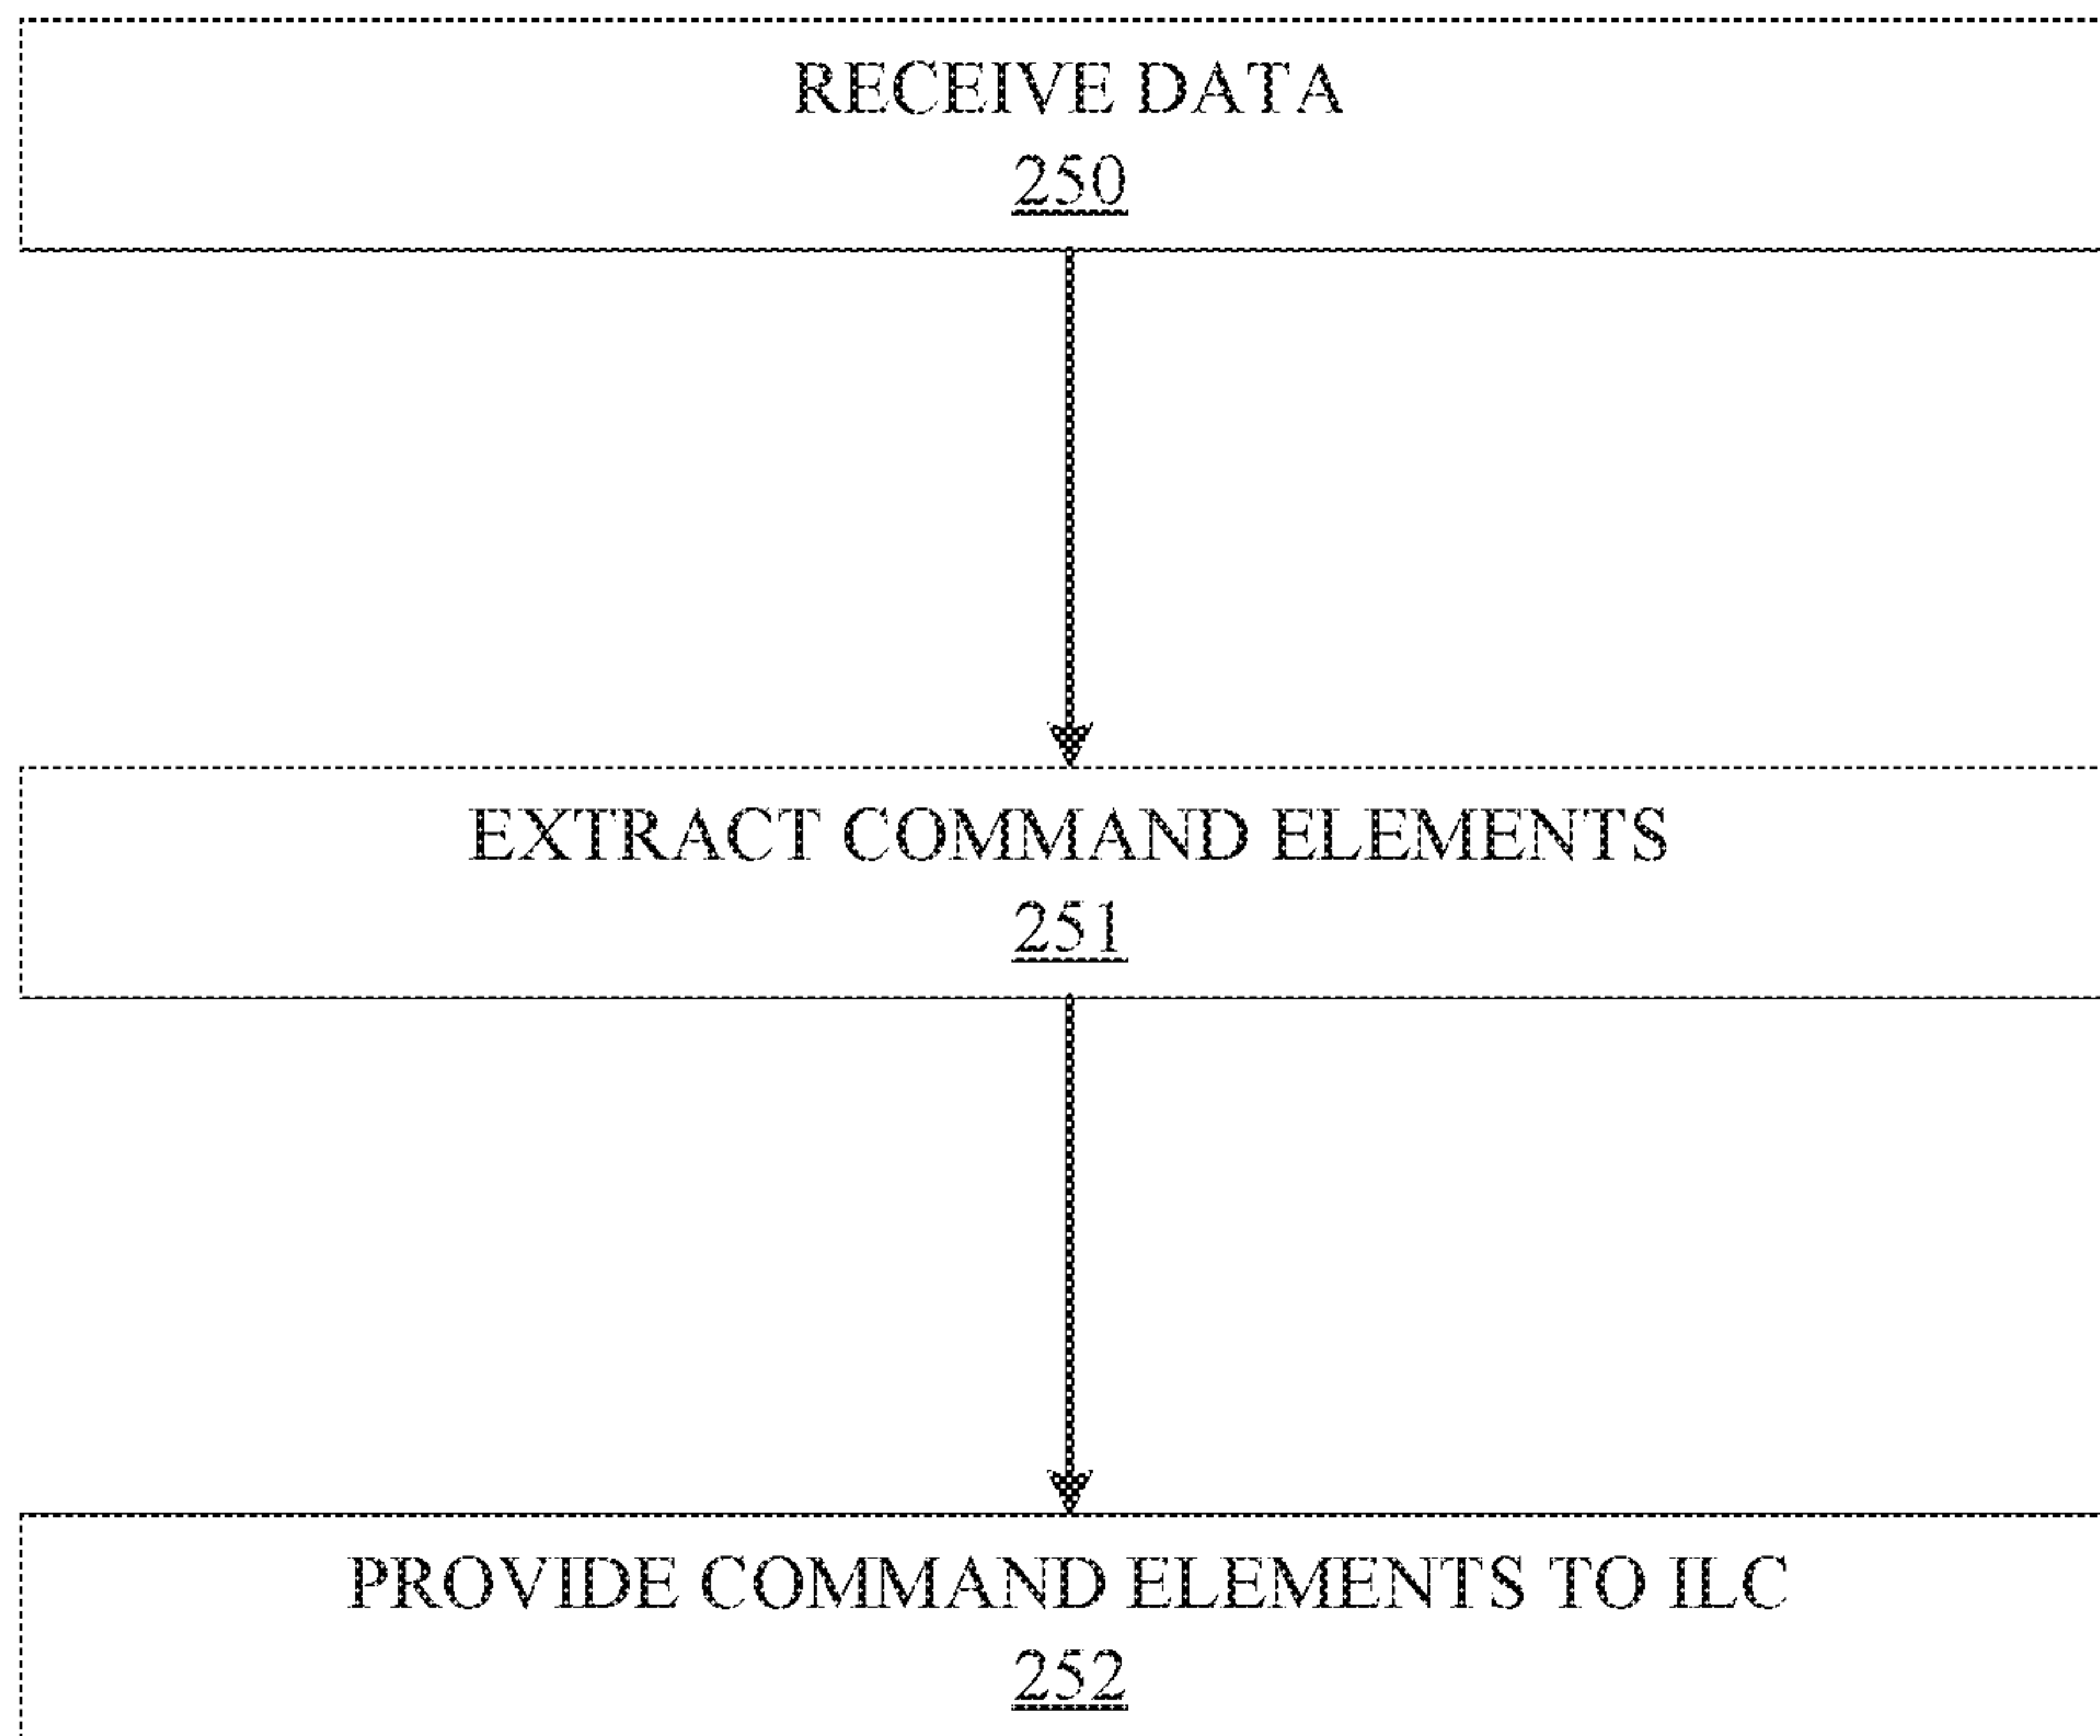 RECEIVE DATA
250
EXTRACT COMMAND ELEMENTS
251
PROVIDE COMMAND ELEMENTS TO ILC
252